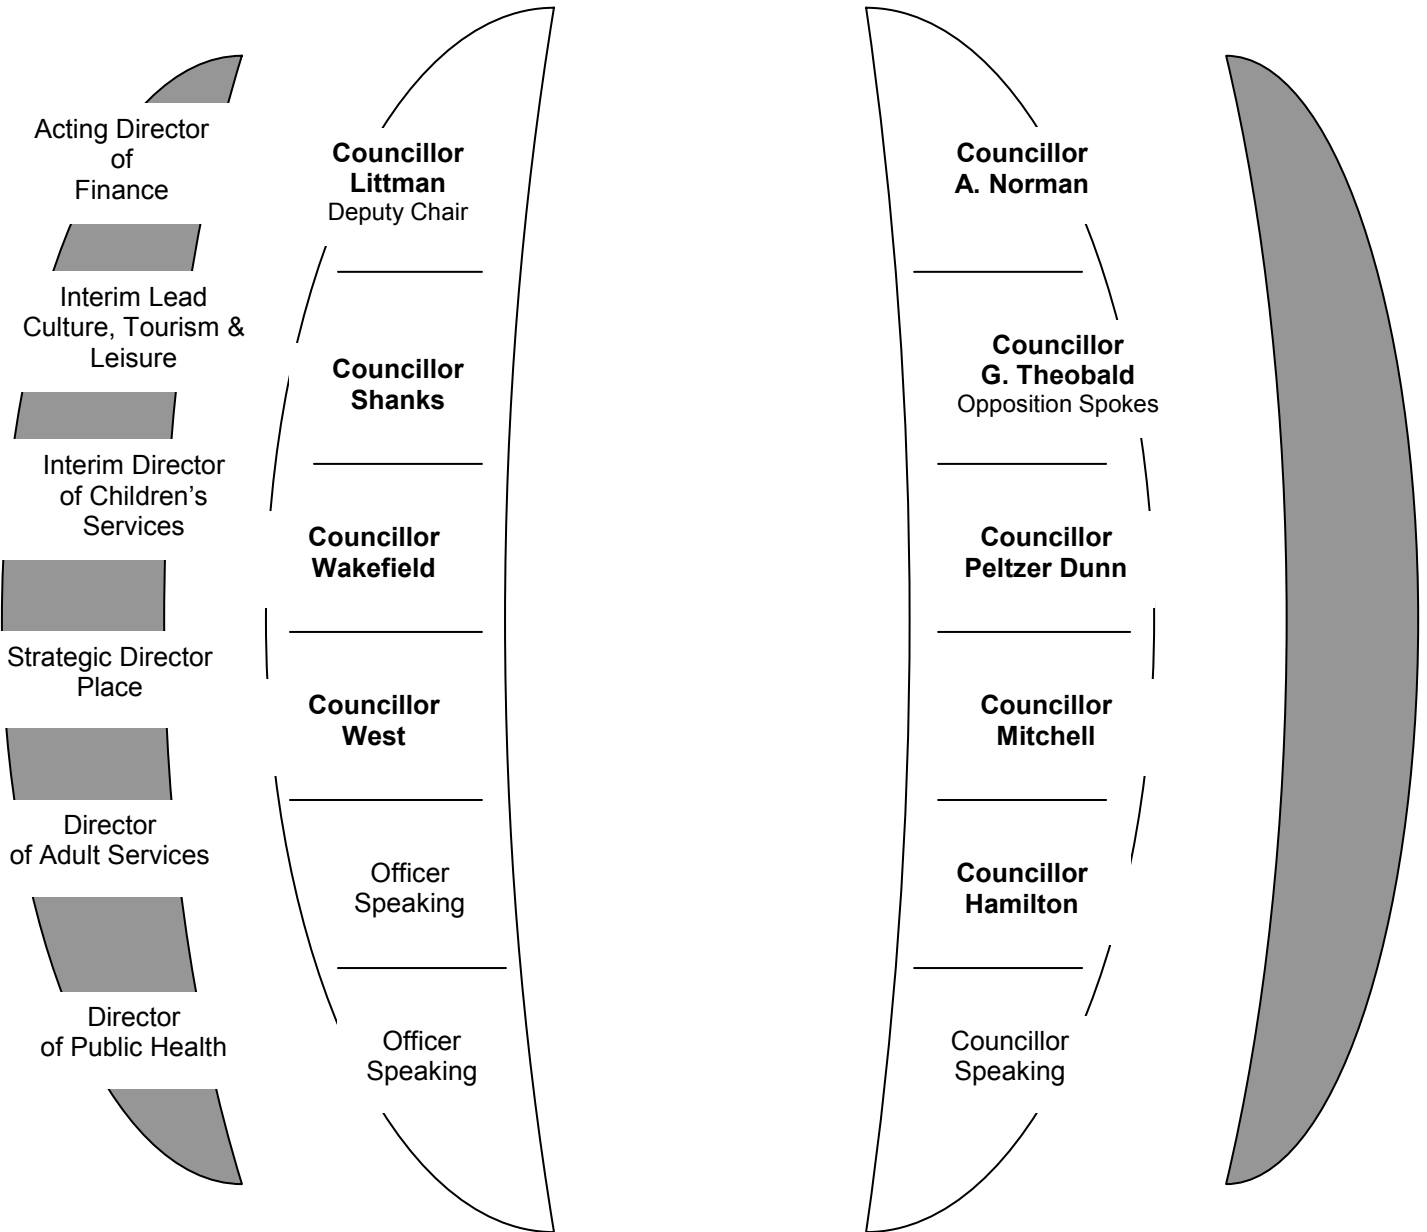 Acting Director
of
Finance
Interim Lead
Culture, Tourism &
Leisure
Interim Director
of Children’s
Services
Strategic Director
Place
Director
of Adult Services
Director
of Public Health
Councillor
Littman
Deputy Chair
Councillor
Shanks
Councillor
Wakefield
Councillor
West
Officer
Speaking
Officer
Speaking
Councillor
A. Norman
Councillor
G. Theobald
Opposition Spokes
Councillor
Peltzer Dunn
Councillor
Mitchell
Councillor
Hamilton
Councillor
Speaking